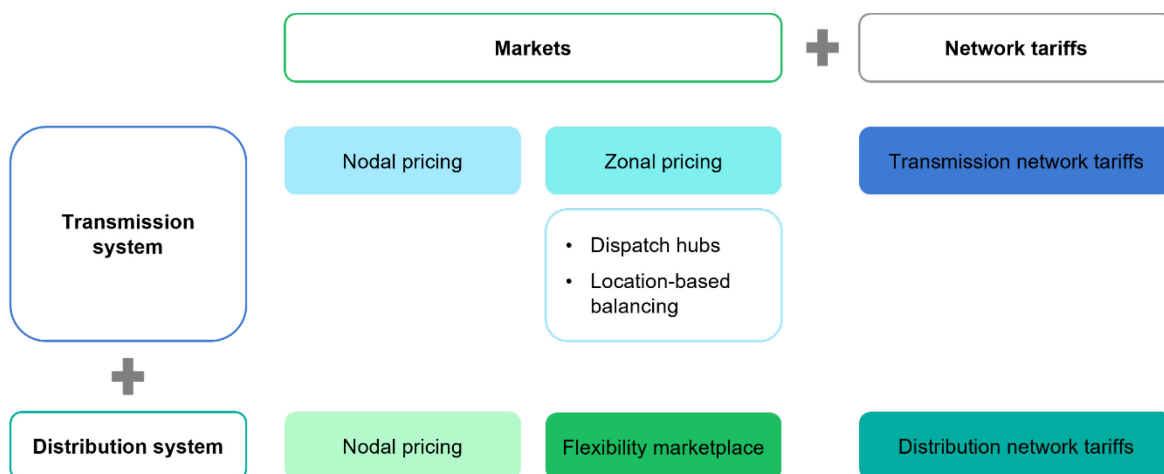 Markets
Network tariffs
Transmission
system
Nodal pricing
Zonal pricing
Transmission network tariffs
• Dispatch hubs
• Location-based
balancing
Distribution system
Nodal pricing
Flexibility marketplace
Distribution network tariffs